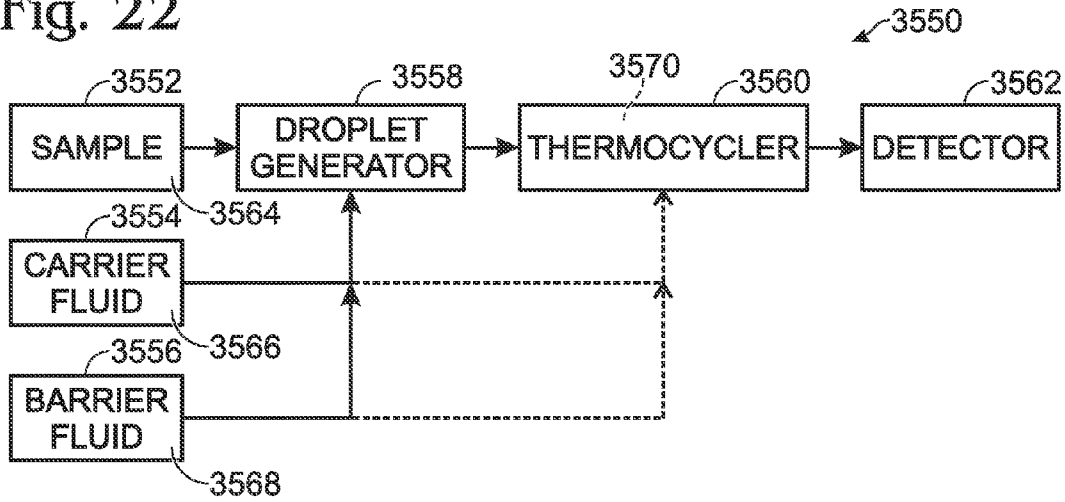 Fig. 22
3550
3552
3558
3570
3560
3562
SAMPLE
DROPLET
GENERATOR
THERMOCYCLER
DETECTOR
3564
3554
CARRIER
FLUID
3566
3556
BARRIER
FLUID
3568